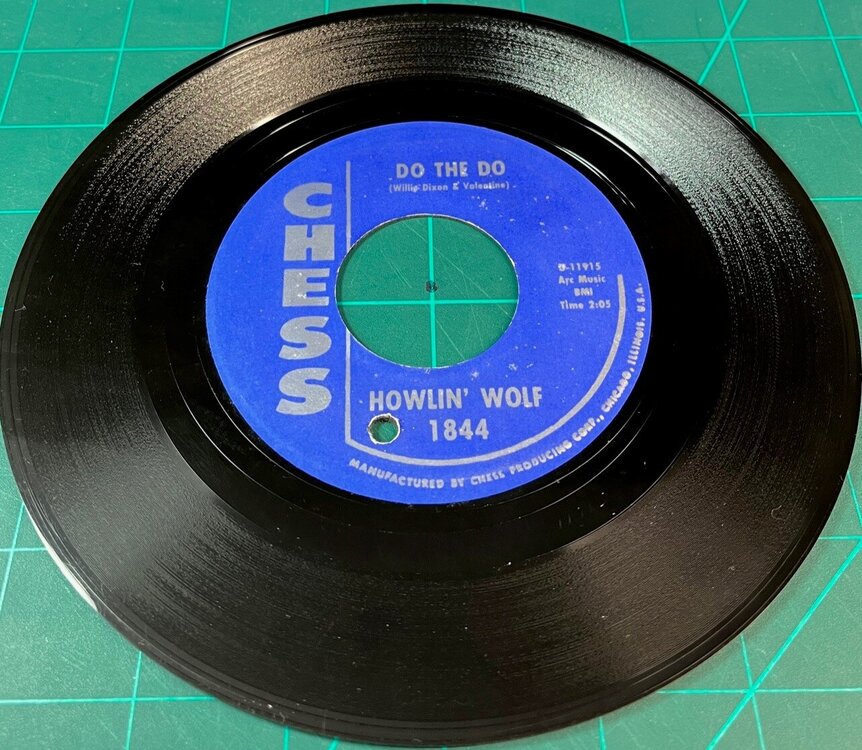 DO THE DO
(Willie Dixon & Valentine)
CHESS
U-11915
Arc Music
BMI
Time 2:05
HOWLIN' WOLF
1844
MANUFACTURED BY CHESS PRODUCING CORP., CHICAGO, ILLINOIS, U.S.A.